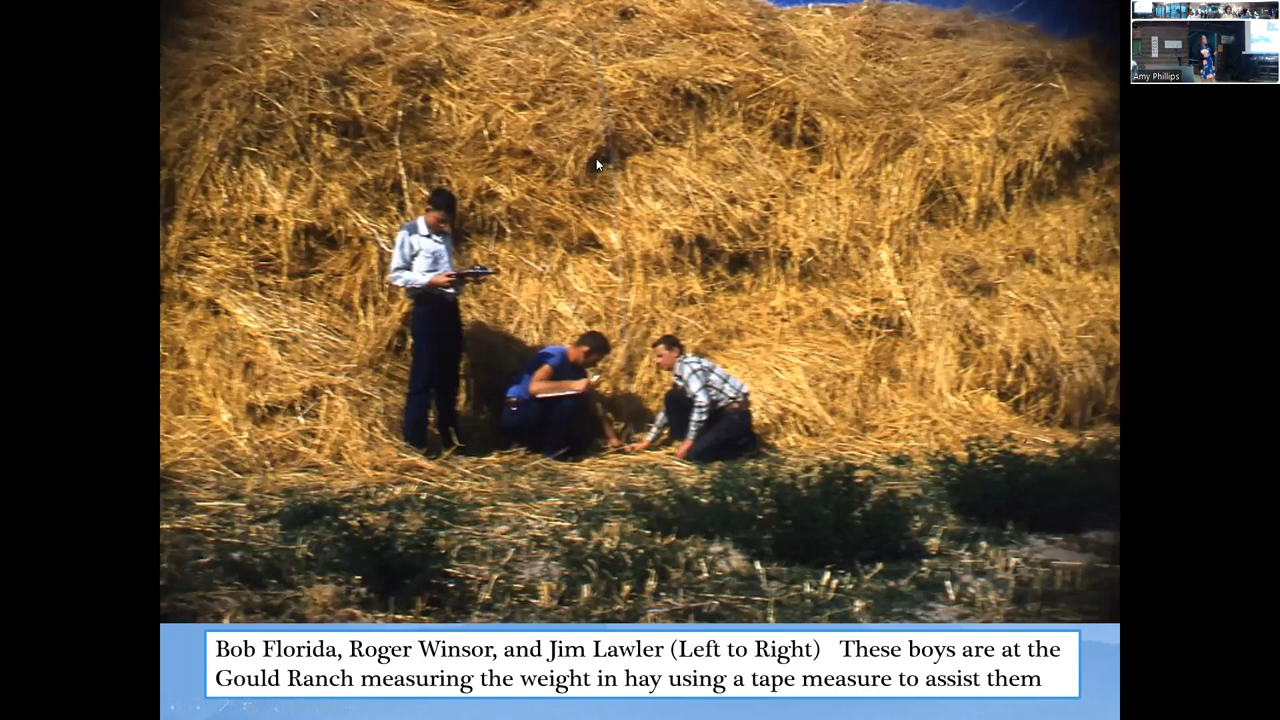 Amy Phillips
Bob Florida, Roger Winsor, and Jim Lawler (Left to Right) These boys are at the
Gould Ranch measuring the weight in hay using a tape measure to assist them